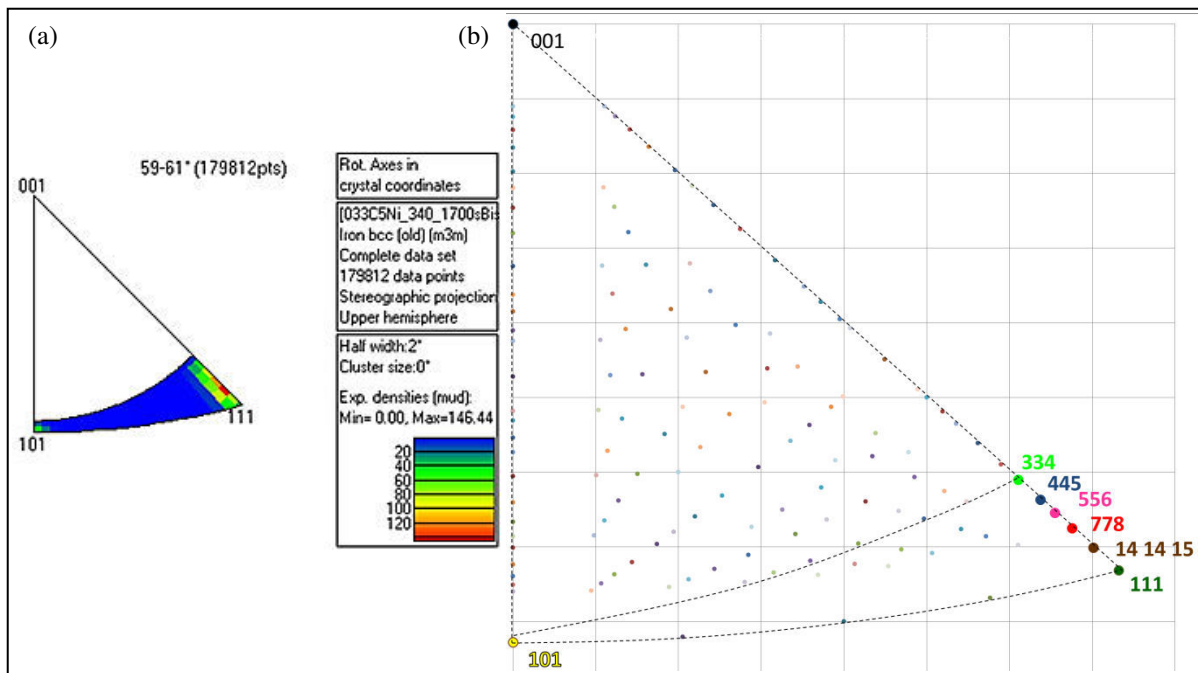 (a)
59-61° (179812pts)
001
101
111
Rot. Axes in
crystal coordinates
[033C5Ni_340_1700sBis
Iron bcc (old) (m3m)
Complete data set
179812 data points
Stereographic projection
Upper hemisphere
Half width:2°
Cluster size:0°
Exp. densities (mud):
Min= 0.00, Max=146.44
20
40
60
80
100
120
(b)
001
334
445
556
778
14 14 15
111
101